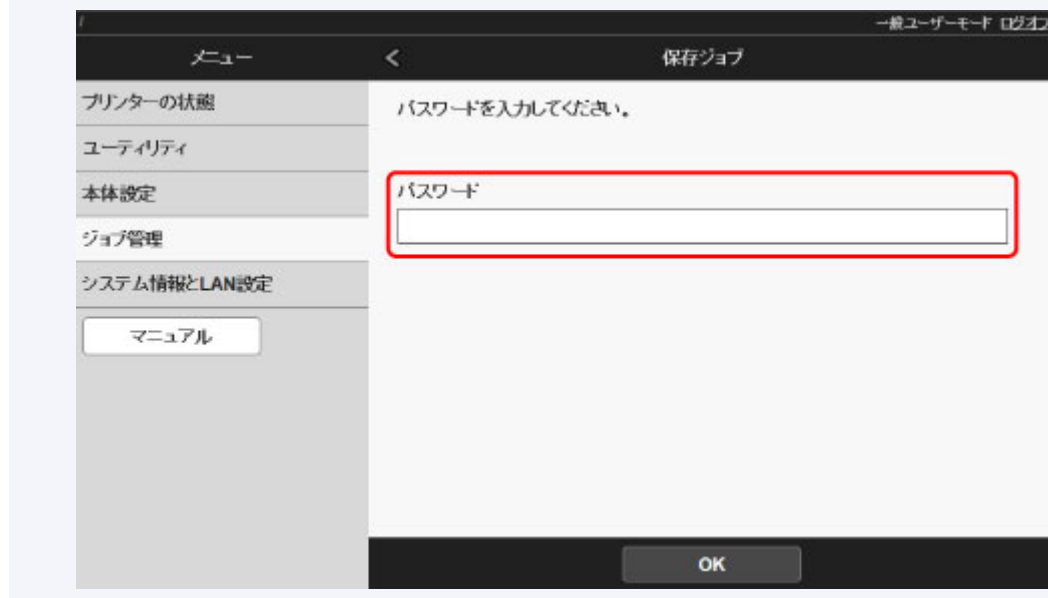 一般ユーザーモード ログオフ
メニュー
<
保存ジョブ
プリンターの状態
ユーティリティ
本体設定
ジョブ管理
システム情報とLAN設定
マニュアル
パスワードを入力してください。
パスワード
OK